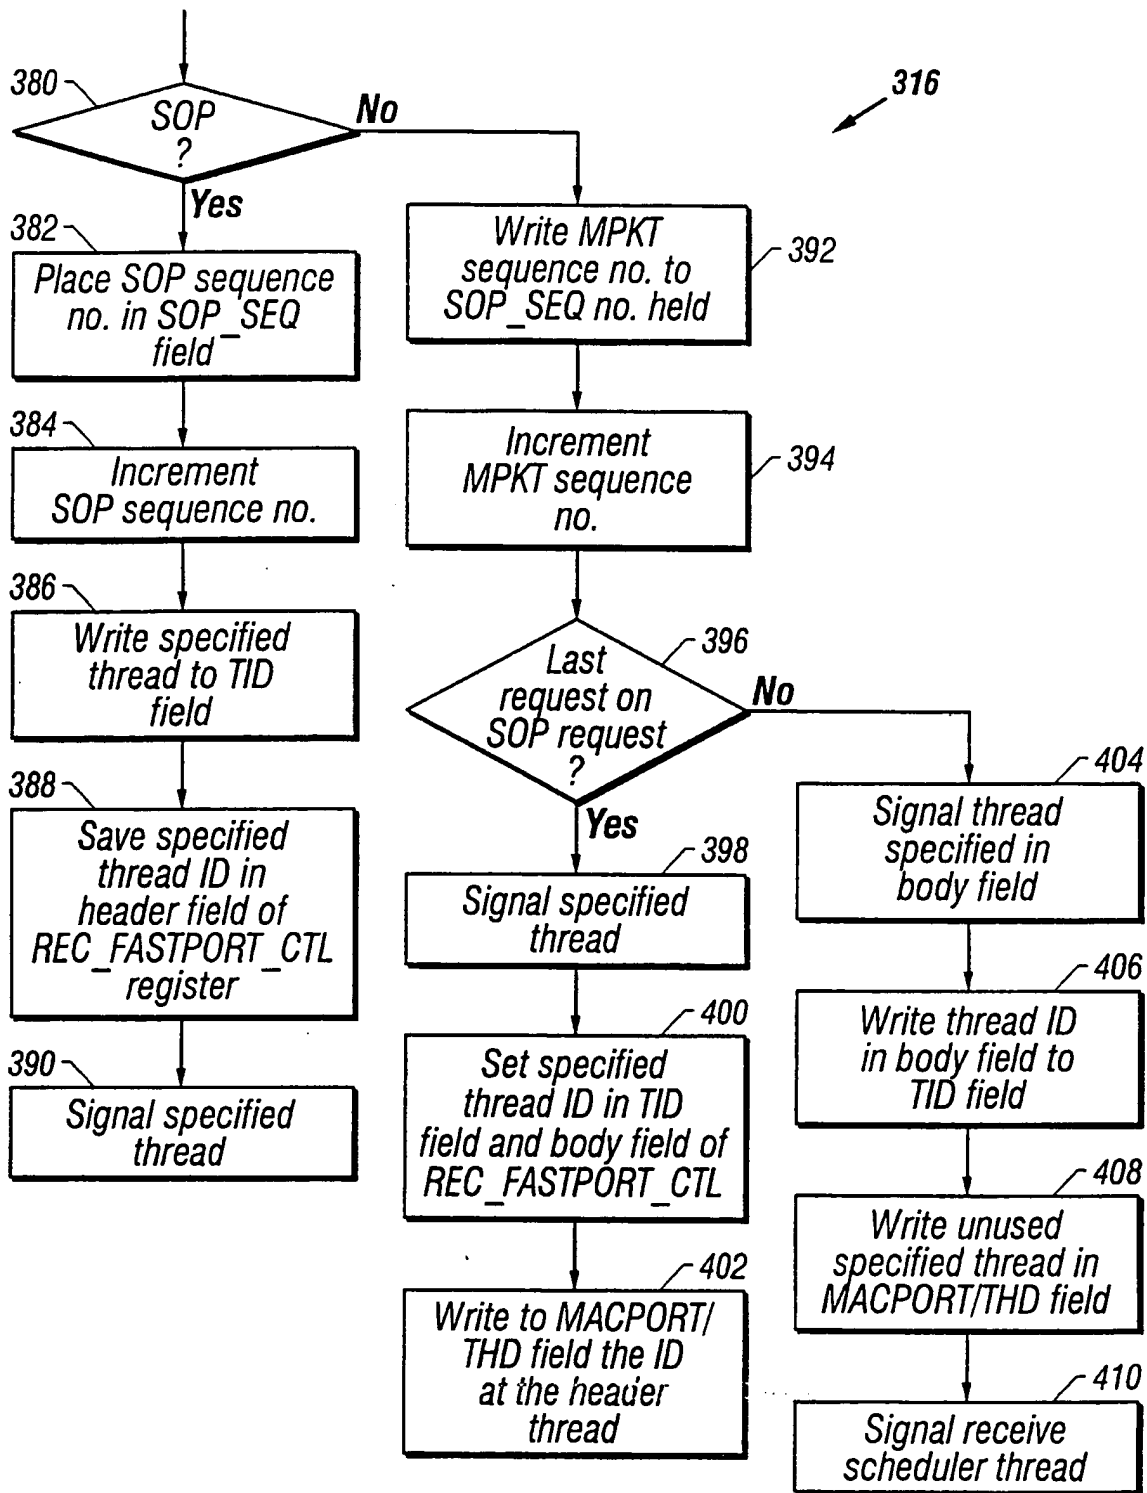 316
380
SOP
?
No
Yes
382
Place SOP sequence
no. in SOP_SEQ
field
384
Increment
SOP sequence no.
386
Write specified
thread to TID
field
388
Save specified
thread ID in
header field of
REC_FASTPORT_CTL
register
390
Signal specified
thread
392
Write MPKT
sequence no. to
SOP_SEQ no. held
394
Increment
MPKT sequence
no.
396
Last
request on
SOP request
?
No
Yes
398
Signal specified
thread
400
Set specified
thread ID in TID
field and body field of
REC_FASTPORT_CTL
402
Write to MACPORT/
THD field the ID
at the header
thread
404
Signal thread
specified in
body field
406
Write thread ID
in body field to
TID field
408
Write unused
specified thread in
MACPORT/THD field
410
Signal receive
scheduler thread